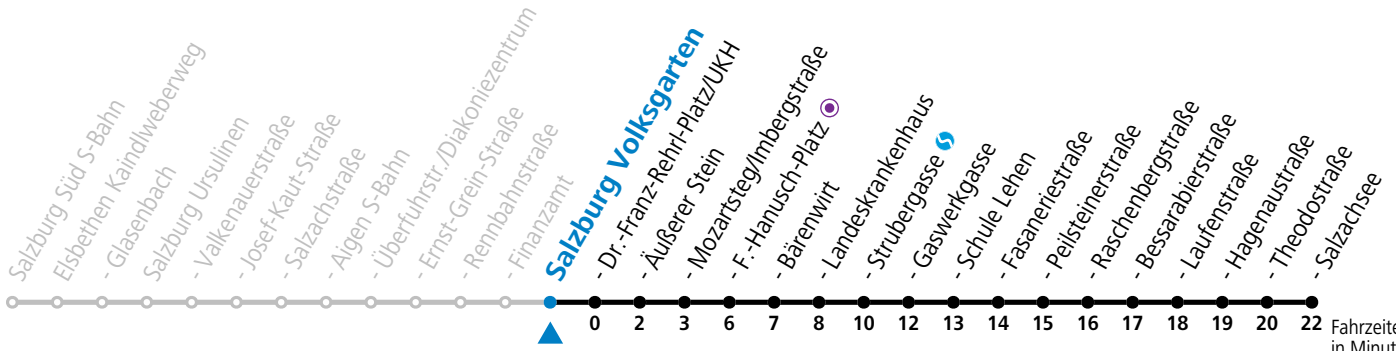 Salzburg Süd S-Bahn
Elsbethen Kaindlweberweg
- Glasenbach
Salzburg Ursulinen
- Valkenauerstraße
- Josef-Kaut-Straße
- Salzachstraße
- Aigen S-Bahn
- Überfuhrstr./Diakoniezentrum
- Ernst-Grein-Straße
- Rennbahnstraße
- Finanzamt
Salzburg Volksgarten
- Dr.-Franz-Rehrl-Platz/UKH
- Äußerer Stein
- Mozartsteg/Imbergstraße
- F.-Hanusch-Platz
- Bärenwirt
- Landeskrankenhaus
- Strubergasse
- Gaswerkgasse
- Schule Lehen
- Fasaneriestraße
- Peilsteinerstraße
- Raschenbergstraße
- Bessarabierstraße
- Laufenstraße
- Hagenaustraße
- Theodostraße
- Salzachsee
0 2 3 6 7 8 10 12 13 14 15 16 17 18 19 20 22
Fahrzeite
in Minut